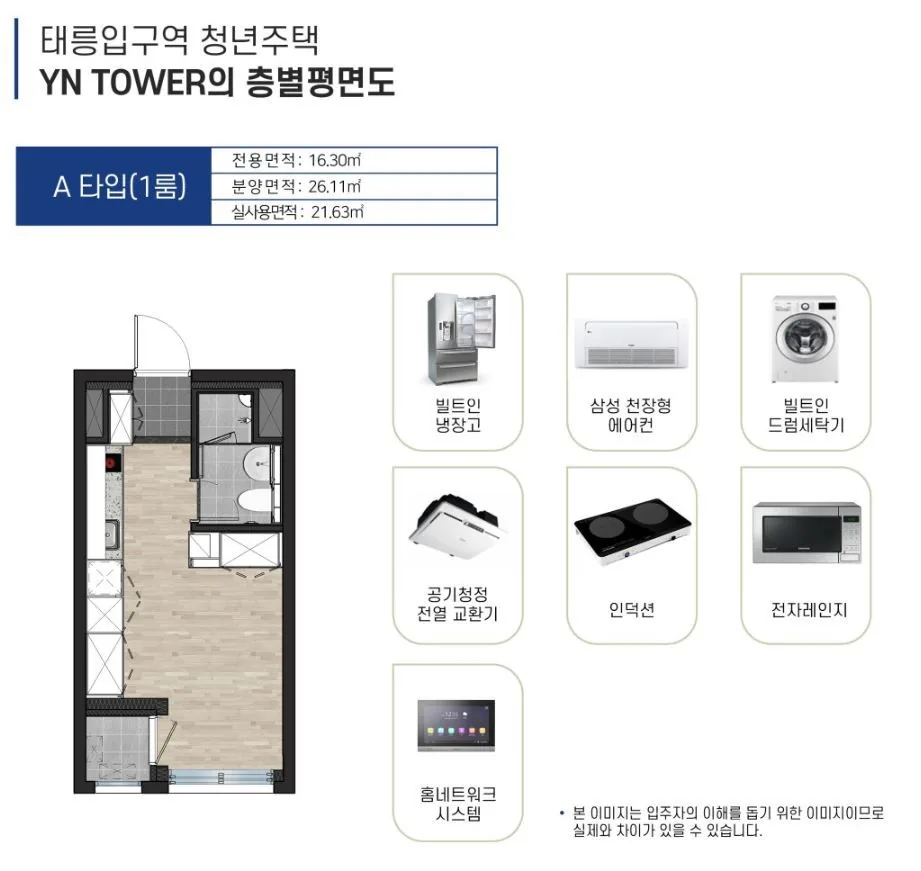 태릉입구역 청년주택
YN TOWER의 층별평면도
A 타입(1룸)
전용면적: 16.30㎡
분양면적: 26.11㎡
실사용면적: 21.63㎡
빌트인
냉장고
삼성 천장형
에어컨
빌트인
드럼세탁기
공기청정
전열 교환기
인덕션
전자레인지
홈네트워크
시스템
• 본 이미지는 입주자의 이해를 돕기 위한 이미지이므로
실제와 차이가 있을 수 있습니다.